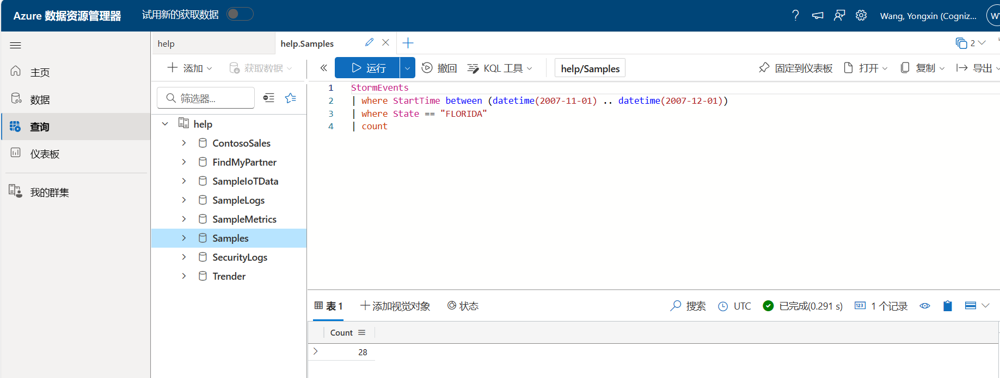 Azure 数据资源管理器
试用新的获取数据
Wang, Yongxin (Cogniz...
help
help.Samples
2
主页
数据
查询
仪表板
我的群集
添加
获取数据
筛选器...
help
ContosoSales
FindMyPartner
SampleIoTData
SampleLogs
SampleMetrics
Samples
SecurityLogs
Trender
运行
撤回
KQL 工具
help/Samples
固定到仪表板
打开
复制
导出
1 StormEvents
2 | where StartTime between (datetime(2007-11-01) .. datetime(2007-12-01))
3 | where State == "FLORIDA"
4 | count
表 1
添加视觉对象
状态
搜索
UTC
已完成(0.291 s)
123
1 个记录
Count
28